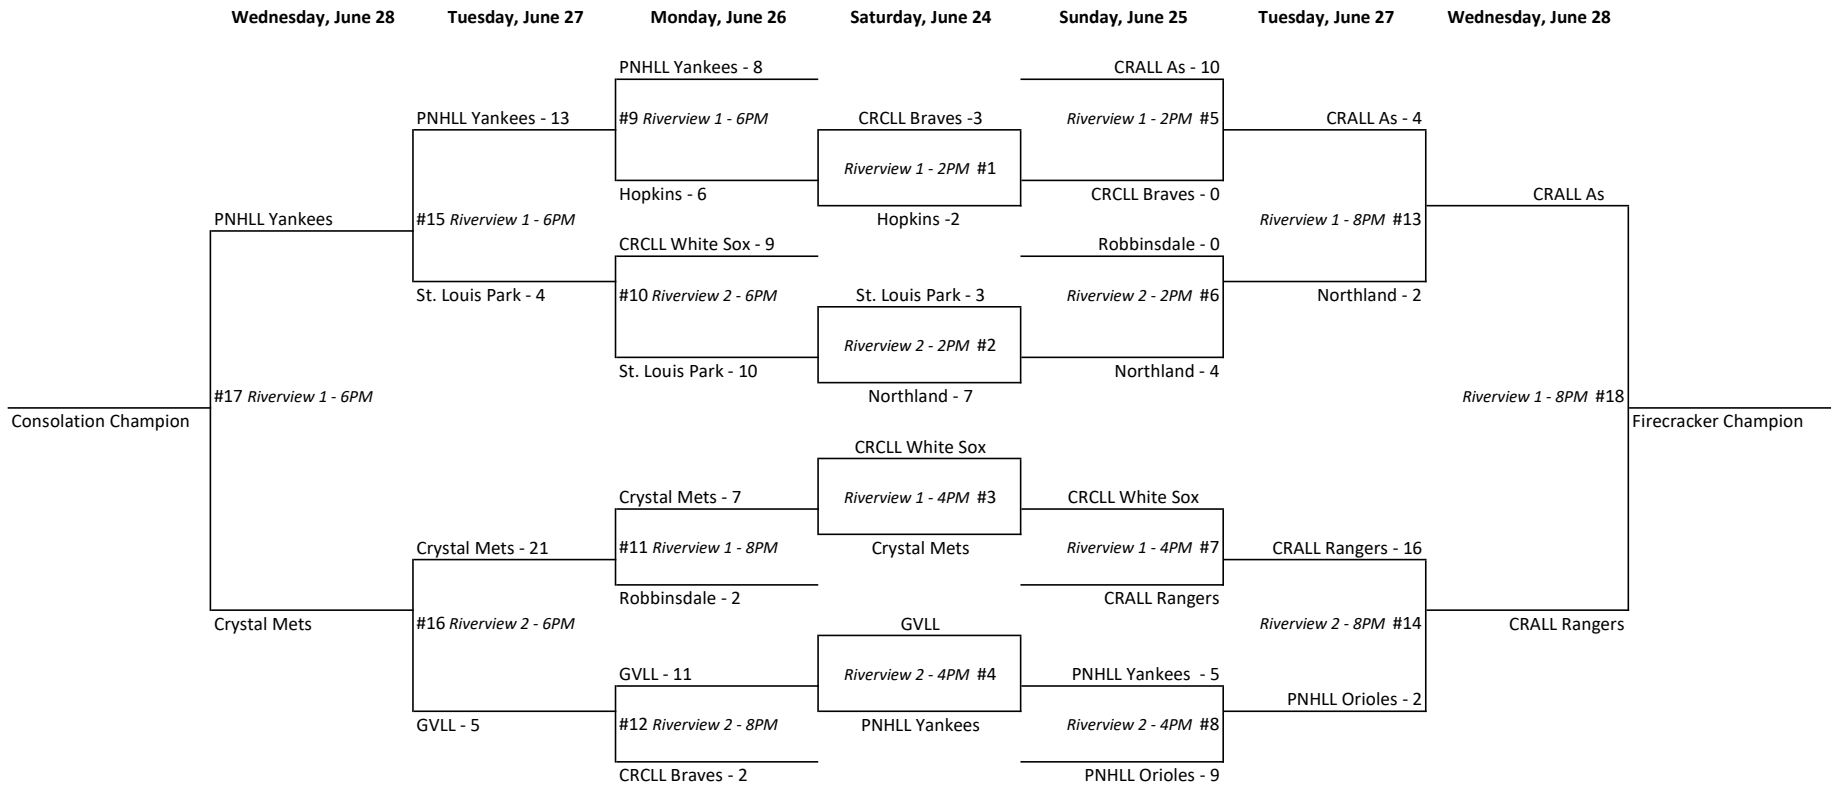 Wednesday, June 28 Tuesday, June 27 Monday, June 26 Saturday, June 24 Sunday, June 25 Tuesday, June 27 Wednesday, June 28
PNHLL Yankees - 8 CRALL As - 10
PNHLL Yankees - 13 #9 Riverview 1 - 6PM CRCLL Braves -3 Riverview 1 - 2PM #5 CRALL As - 4
Riverview 1 - 2PM #1
Hopkins - 6 CRCLL Braves - 0 CRALL As
PNHLL Yankees #15 Riverview 1 - 6PM Hopkins -2 Riverview 1 - 8PM #13
CRCLL White Sox - 9 Robbinsdale - 0
St. Louis Park - 4 #10 Riverview 2 - 6PM St. Louis Park - 3 Riverview 2 - 2PM #6 Northland - 2
Riverview 2 - 2PM #2
St. Louis Park - 10 Northland - 4
#17 Riverview 1 - 6PM Northland - 7 Riverview 1 - 8PM #18
Consolation Champion Firecracker Champion
CRCLL White Sox
Crystal Mets - 7 Riverview 1 - 4PM #3 CRCLL White Sox
Crystal Mets - 21 #11 Riverview 1 - 8PM Crystal Mets Riverview 1 - 4PM #7 CRALL Rangers - 16
Robbinsdale - 2 CRALL Rangers
Crystal Mets #16 Riverview 2 - 6PM GVLL Riverview 2 - 8PM #14 CRALL Rangers
GVLL - 11 Riverview 2 - 4PM #4 PNHLL Yankees - 5
PNHLL Orioles - 2
GVLL - 5 #12 Riverview 2 - 8PM PNHLL Yankees Riverview 2 - 4PM #8
CRCLL Braves - 2 PNHLL Orioles - 9